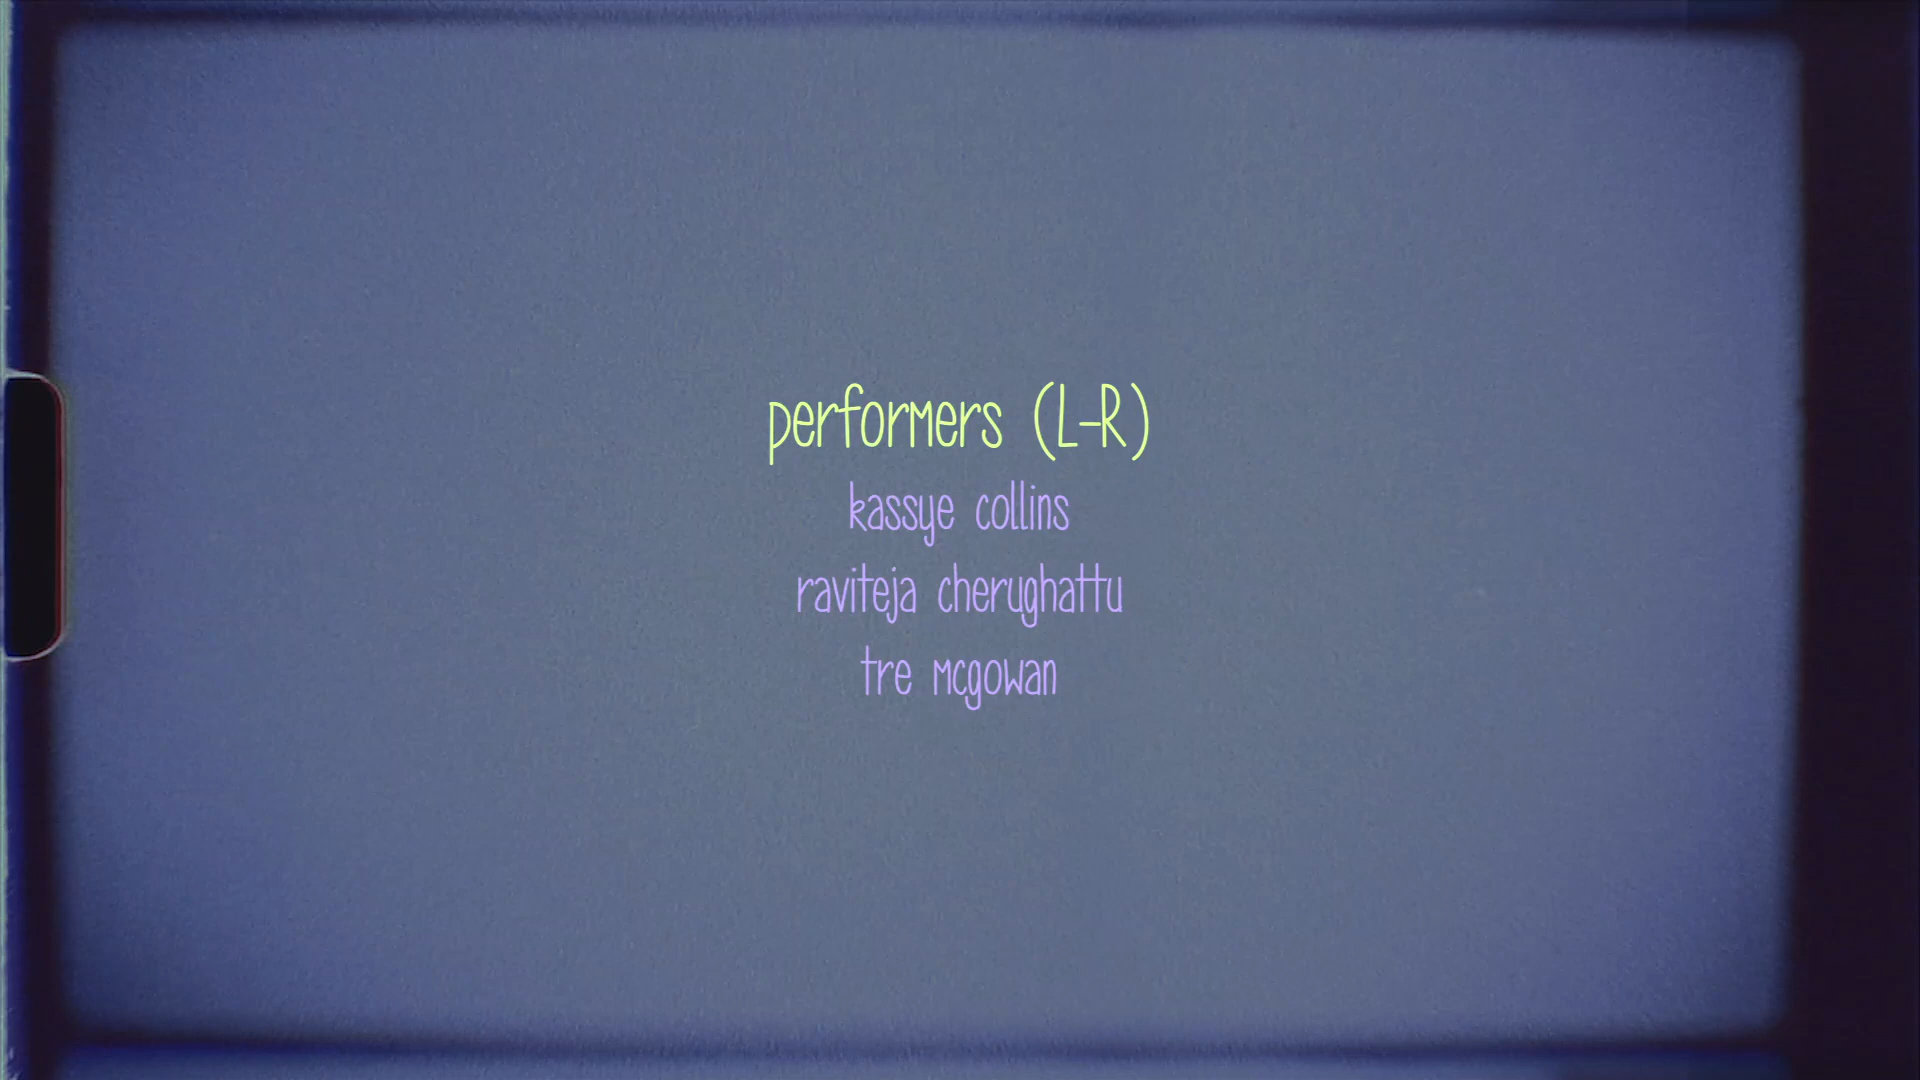 performers (L-R)
kassye collins
raviteja cherughattu
tre mcgowan